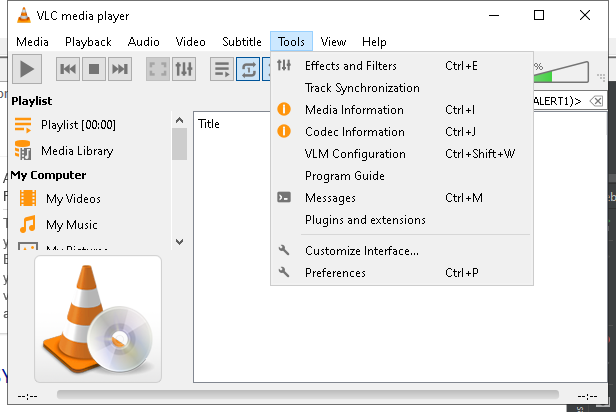 VLC media player
Media Playback Audio Video Subtitle Tools View Help
%
Playlist
Playlist [00:00]
Media Library
My Computer
My Videos
My Music
My Pictures
Title
ALERT1)>
Effects and Filters Ctrl+E
Track Synchronization
Media Information Ctrl+I
Codec Information Ctrl+J
VLM Configuration Ctrl+Shift+W
Program Guide
Messages Ctrl+M
Plugins and extensions
Customize Interface...
Preferences Ctrl+P
--:-- --:--